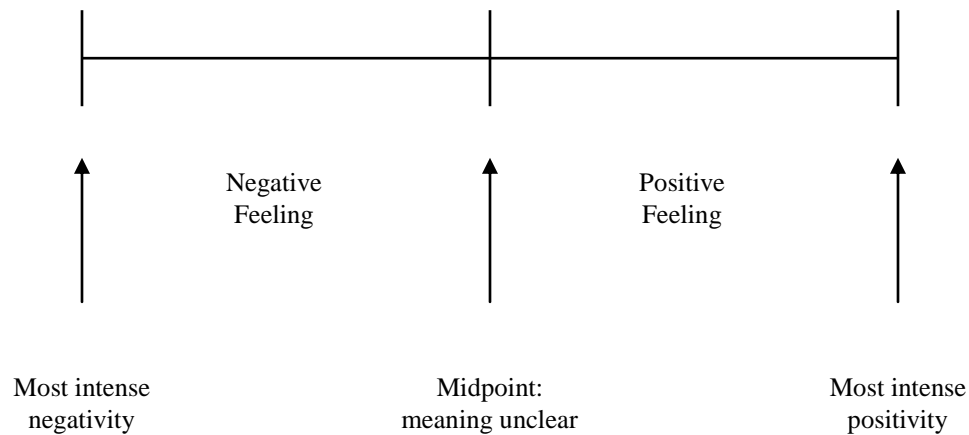 Negative
Feeling
Positive
Feeling
Most intense
negativity
Midpoint:
meaning unclear
Most intense
positivity